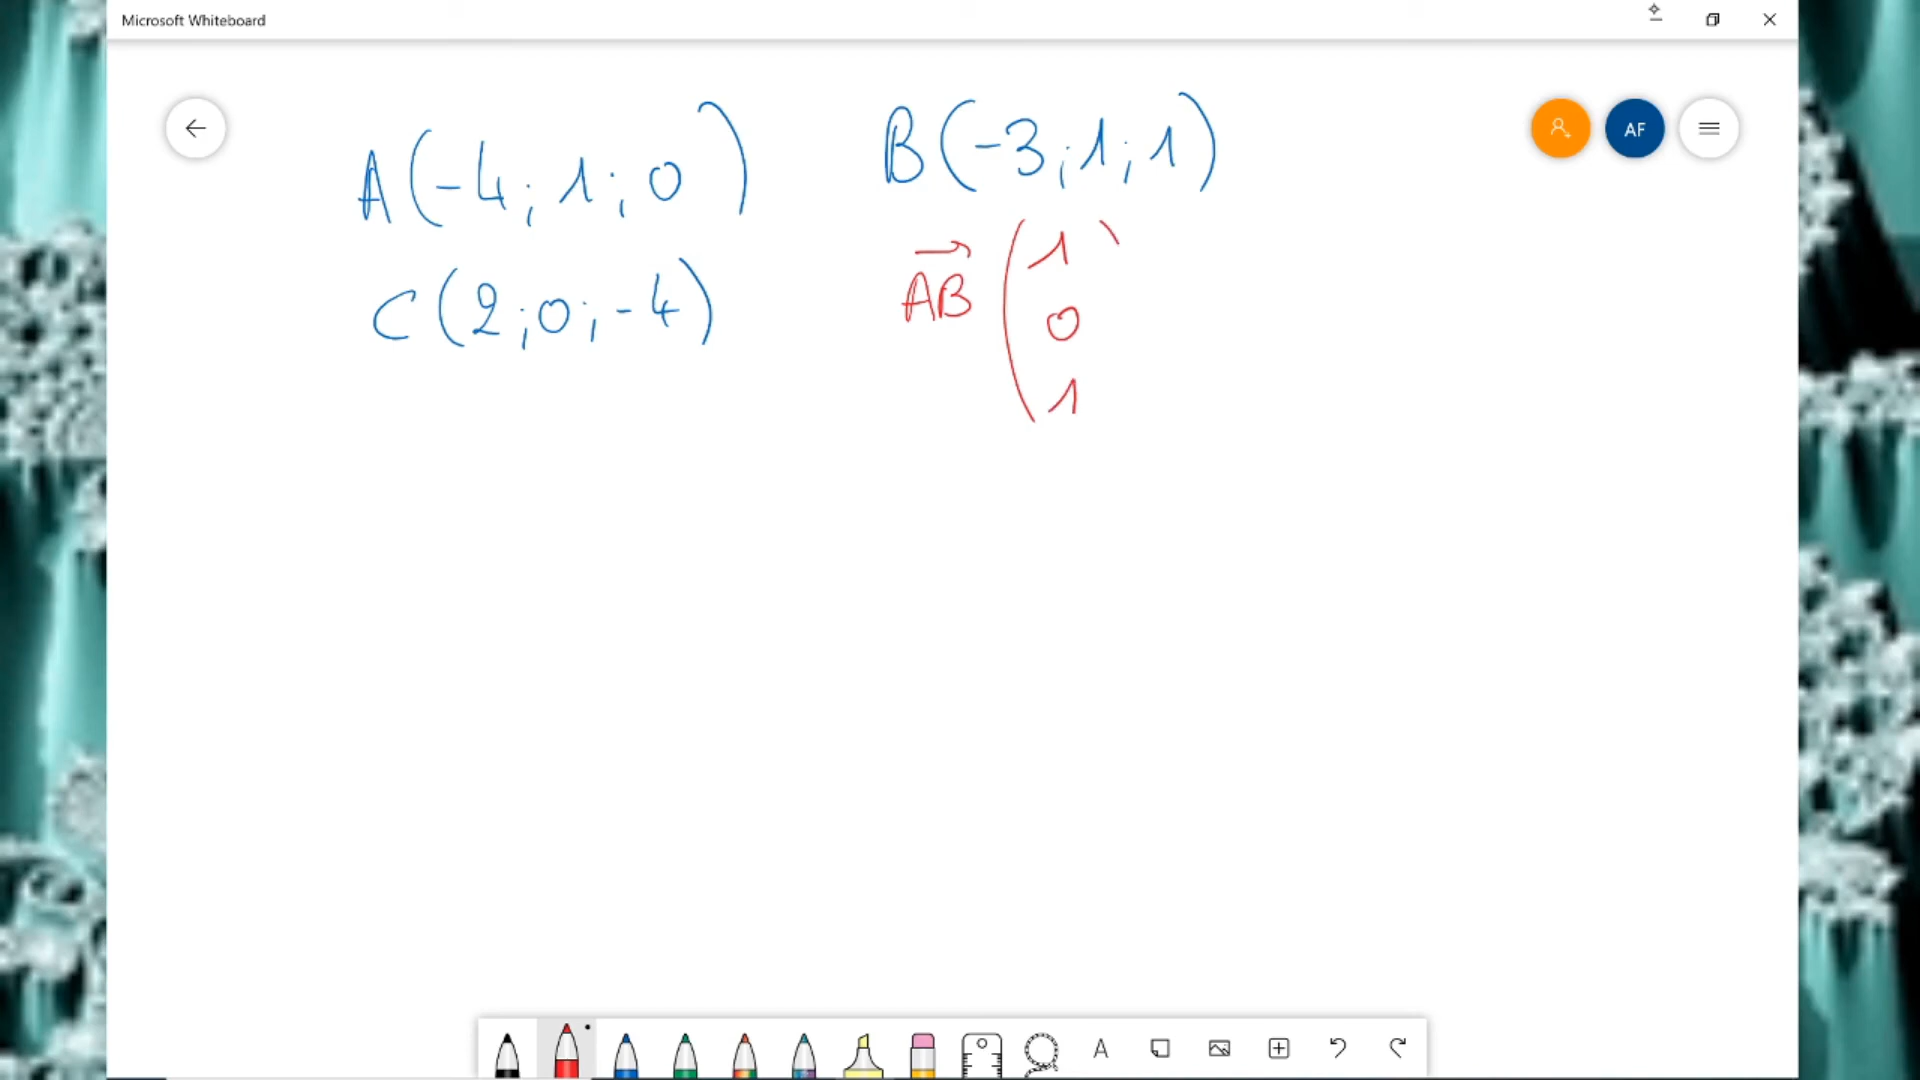 Microsoft Whiteboard
AF
A(-4;1;0)
B(-3;1;1)
C(2;0;-4)
AB⃗ (1
0
1